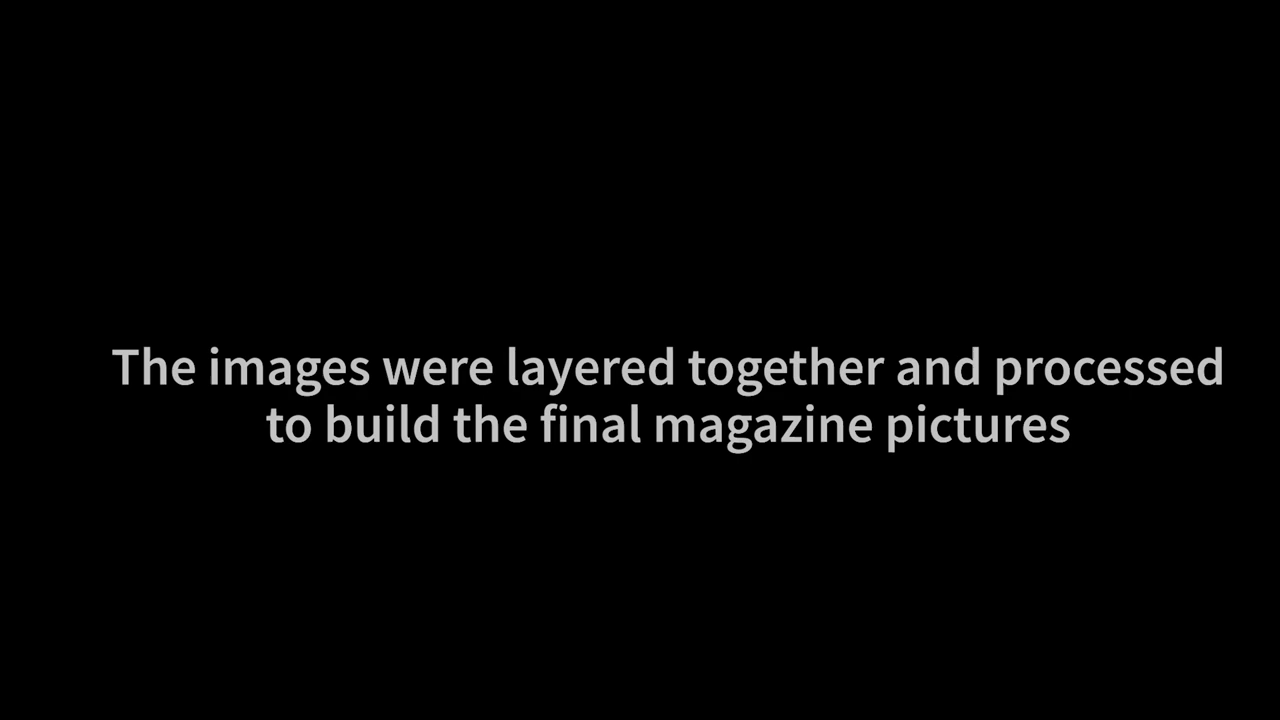 The images were layered together and processed
to build the final magazine pictures